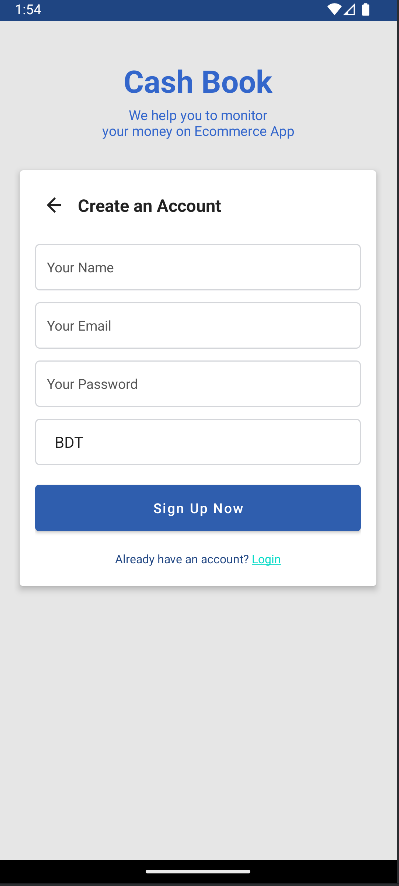 1:54
Cash Book
We help you to monitor
your money on Ecommerce App
Create an Account
Your Name
Your Email
Your Password
BDT
Sign Up Now
Already have an account? Login